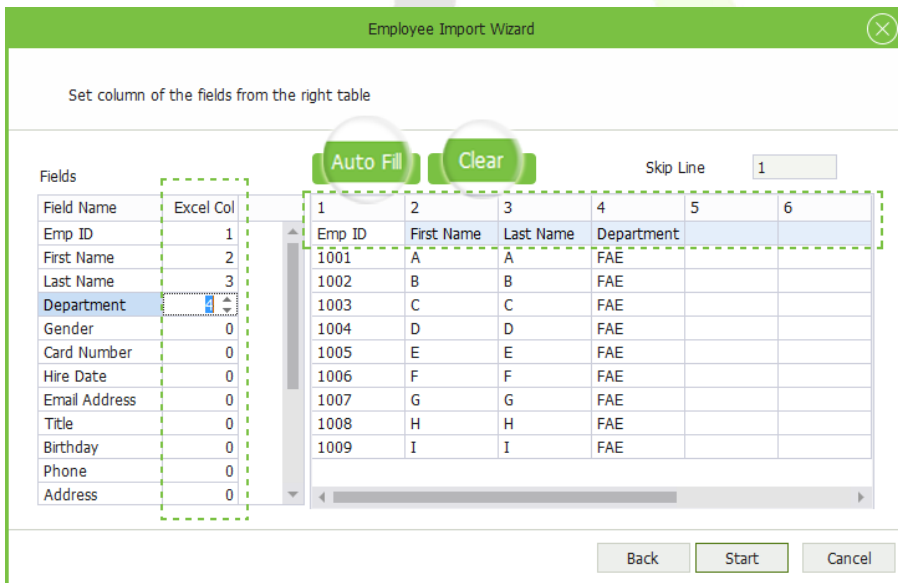 Employee Import Wizard
Set column of the fields from the right table
Auto Fill Clear Skip Line 1
Fields
Field Name Excel Col 1 2 3 4 5 6
Emp ID 1 Emp ID First Name Last Name Department
First Name 2 1001 A A FAE
Last Name 3 1002 B B FAE
Department 4 1003 C C FAE
Gender 0 1004 D D FAE
Card Number 0 1005 E E FAE
Hire Date 0 1006 F F FAE
Email Address 0 1007 G G FAE
Title 0 1008 H H FAE
Birthday 0 1009 I I FAE
Phone 0
Address 0
Back Start Cancel